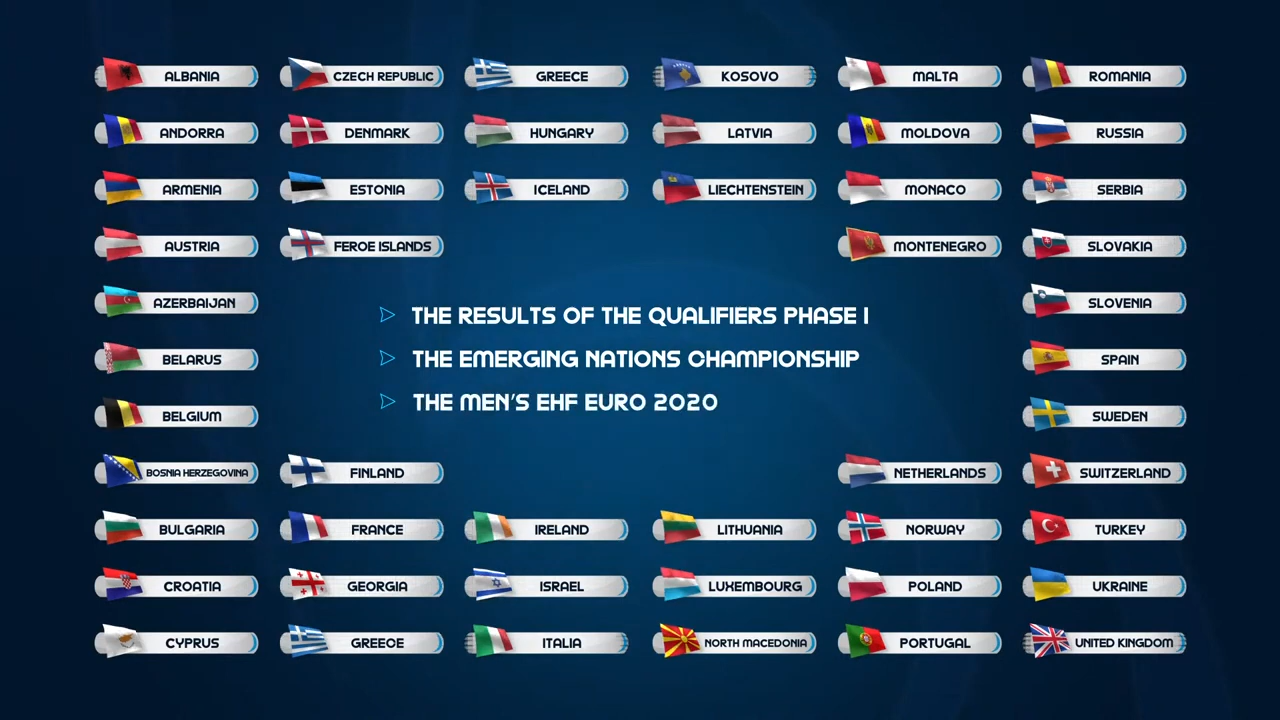 ALBANIA
CZECH REPUBLIC
GREECE
KOSOVO
MALTA
ROMANIA
ANDORRA
DENMARK
HUNGARY
LATVIA
MOLDOVA
RUSSIA
ARMENIA
ESTONIA
ICELAND
LIECHTENSTEIN
MONACO
SERBIA
AUSTRIA
FEROE ISLANDS
MONTENEGRO
SLOVAKIA
AZERBAIJAN
SLOVENIA
THE RESULTS OF THE QUALIFIERS PHASE I
BELARUS
THE EMERGING NATIONS CHAMPIONSHIP
SPAIN
THE MEN'S EHF EURO 2020
BELGIUM
SWEDEN
BOSNIA HERZEGOVINA
FINLAND
NETHERLANDS
SWITZERLAND
BULGARIA
FRANCE
IRELAND
LITHUANIA
NORWAY
TURKEY
CROATIA
GEORGIA
ISRAEL
LUXEMBOURG
POLAND
UKRAINE
CYPRUS
GREECE
ITALIA
NORTH MACEDONIA
PORTUGAL
UNITED KINGDOM